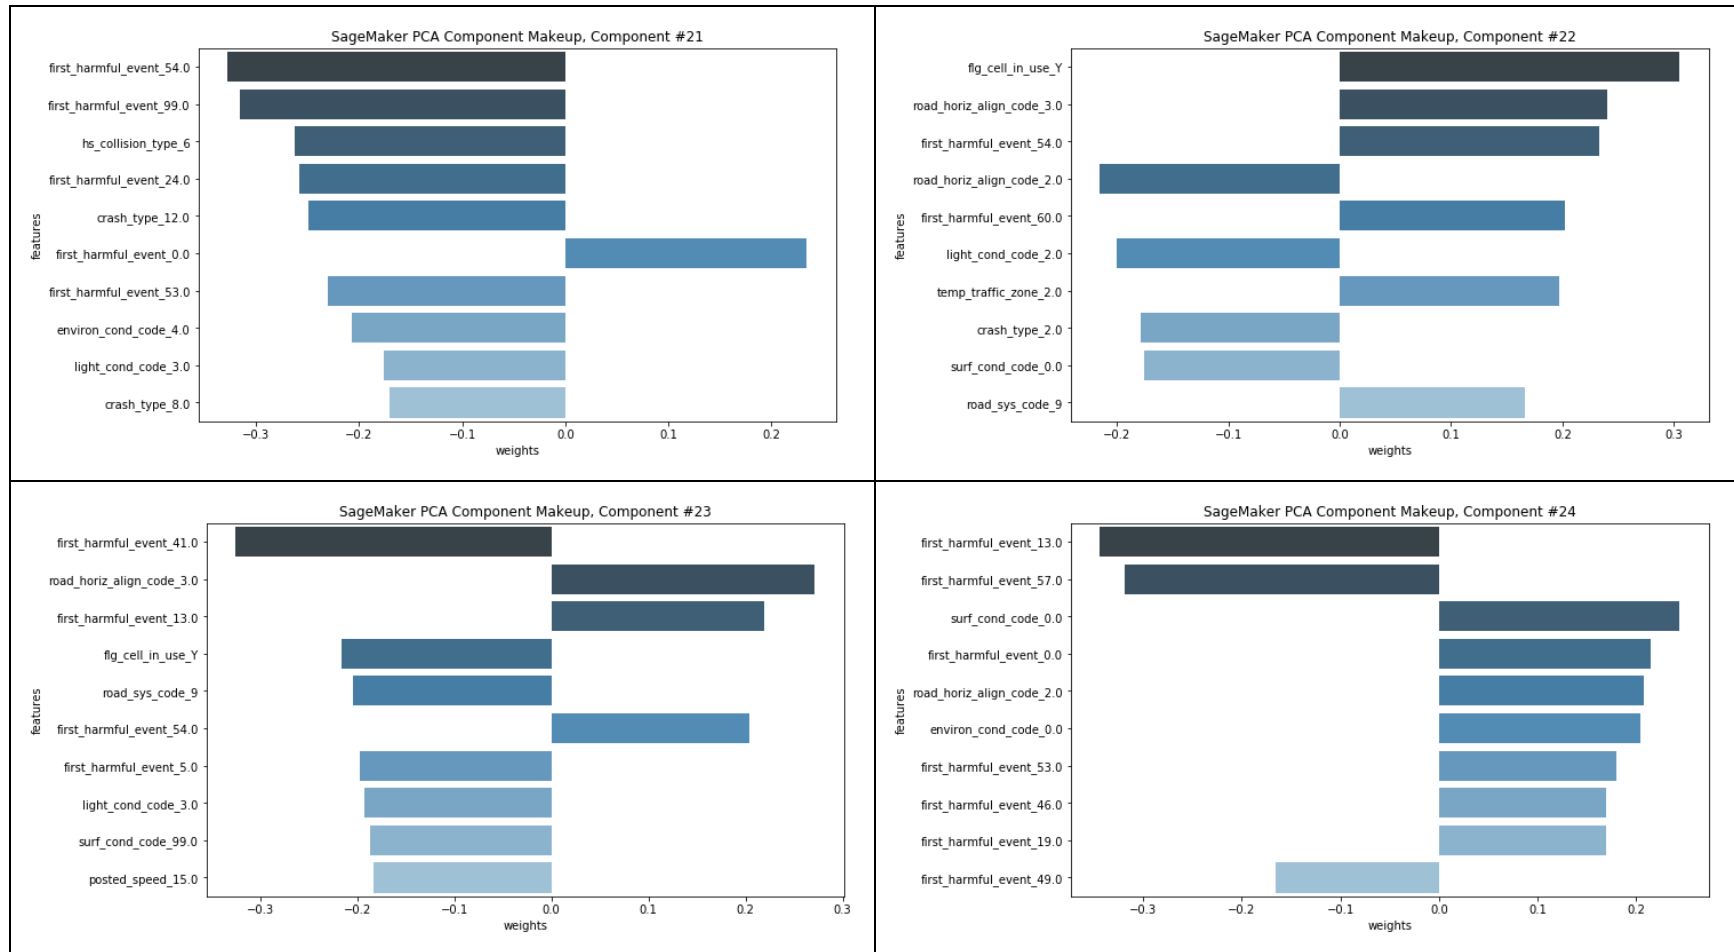 SageMaker PCA Component Makeup, Component #21
first_harmful_event_54.0
first_harmful_event_99.0
hs_collision_type_6
first_harmful_event_24.0
crash_type_12.0
first_harmful_event_0.0
first_harmful_event_53.0
environ_cond_code_4.0
light_cond_code_3.0
crash_type_8.0
features
−0.3 −0.2 −0.1 0.0 0.1 0.2
weights
SageMaker PCA Component Makeup, Component #22
flg_cell_in_use_Y
road_horiz_align_code_3.0
first_harmful_event_54.0
road_horiz_align_code_2.0
first_harmful_event_60.0
light_cond_code_2.0
temp_traffic_zone_2.0
crash_type_2.0
surf_cond_code_0.0
road_sys_code_9
features
−0.2 −0.1 0.0 0.1 0.2 0.3
weights
SageMaker PCA Component Makeup, Component #23
first_harmful_event_41.0
road_horiz_align_code_3.0
first_harmful_event_13.0
flg_cell_in_use_Y
road_sys_code_9
first_harmful_event_54.0
first_harmful_event_5.0
light_cond_code_3.0
surf_cond_code_99.0
posted_speed_15.0
features
−0.3 −0.2 −0.1 0.0 0.1 0.2 0.3
weights
SageMaker PCA Component Makeup, Component #24
first_harmful_event_13.0
first_harmful_event_57.0
surf_cond_code_0.0
first_harmful_event_0.0
road_horiz_align_code_2.0
environ_cond_code_0.0
first_harmful_event_53.0
first_harmful_event_46.0
first_harmful_event_19.0
first_harmful_event_49.0
features
−0.3 −0.2 −0.1 0.0 0.1 0.2
weights